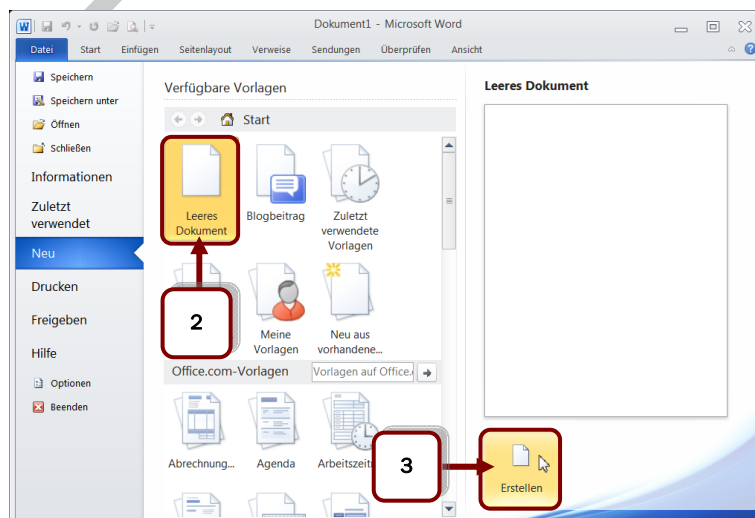 Dokument1 - Microsoft Word
Datei Start Einfügen Seitenlayout Verweise Sendungen Überprüfen Ansicht
Speichern
Speichern unter
Öffnen
Schließen
Informationen
Zuletzt
verwendet
Neu
Drucken
Freigeben
Hilfe
Optionen
Beenden
Verfügbare Vorlagen
Start
Leeres
Dokument
Blogbeitrag
Zuletzt
verwendete
Vorlagen
2
Meine
Vorlagen
Neu aus
vorhandene...
Office.com-Vorlagen
Vorlagen auf Office.
Abrechnung...
Agenda
3
Leeres Dokument
Erstellen